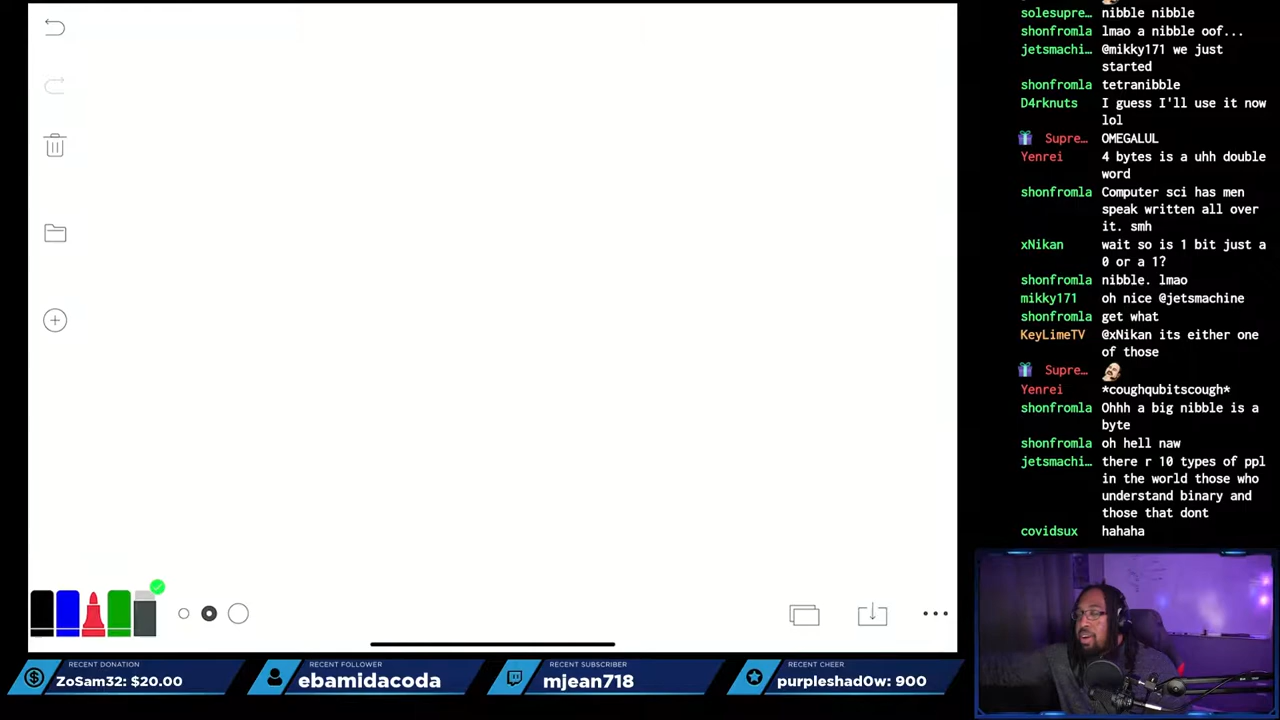 solesupre… nibble nibble
shonfromla lmao a nibble oof...
jetsmachi… @mikky171 we just
started
shonfromla tetranibble
D4rknuts I guess I'll use it now
lol
Supre… OMEGALUL
Yenrei 4 bytes is a uhh double
word
shonfromla Computer sci has men
speak written all over
it. smh
xNikan wait so is 1 bit just a
0 or a 1?
shonfromla nibble. lmao
mikky171 oh nice @jetsmachine
shonfromla get what
KeyLimeTV @xNikan its either one
of those
Supre…
Yenrei *coughqubitscough*
shonfromla Ohhh a big nibble is a
byte
shonfromla oh hell naw
jetsmachi… there r 10 types of ppl
in the world those who
understand binary and
those that dont
covidsux hahaha
RECENT DONATION
ZoSam32: $20.00
RECENT FOLLOWER
ebamidacoda
RECENT SUBSCRIBER
mjean718
RECENT CHEER
purpleshad0w: 900